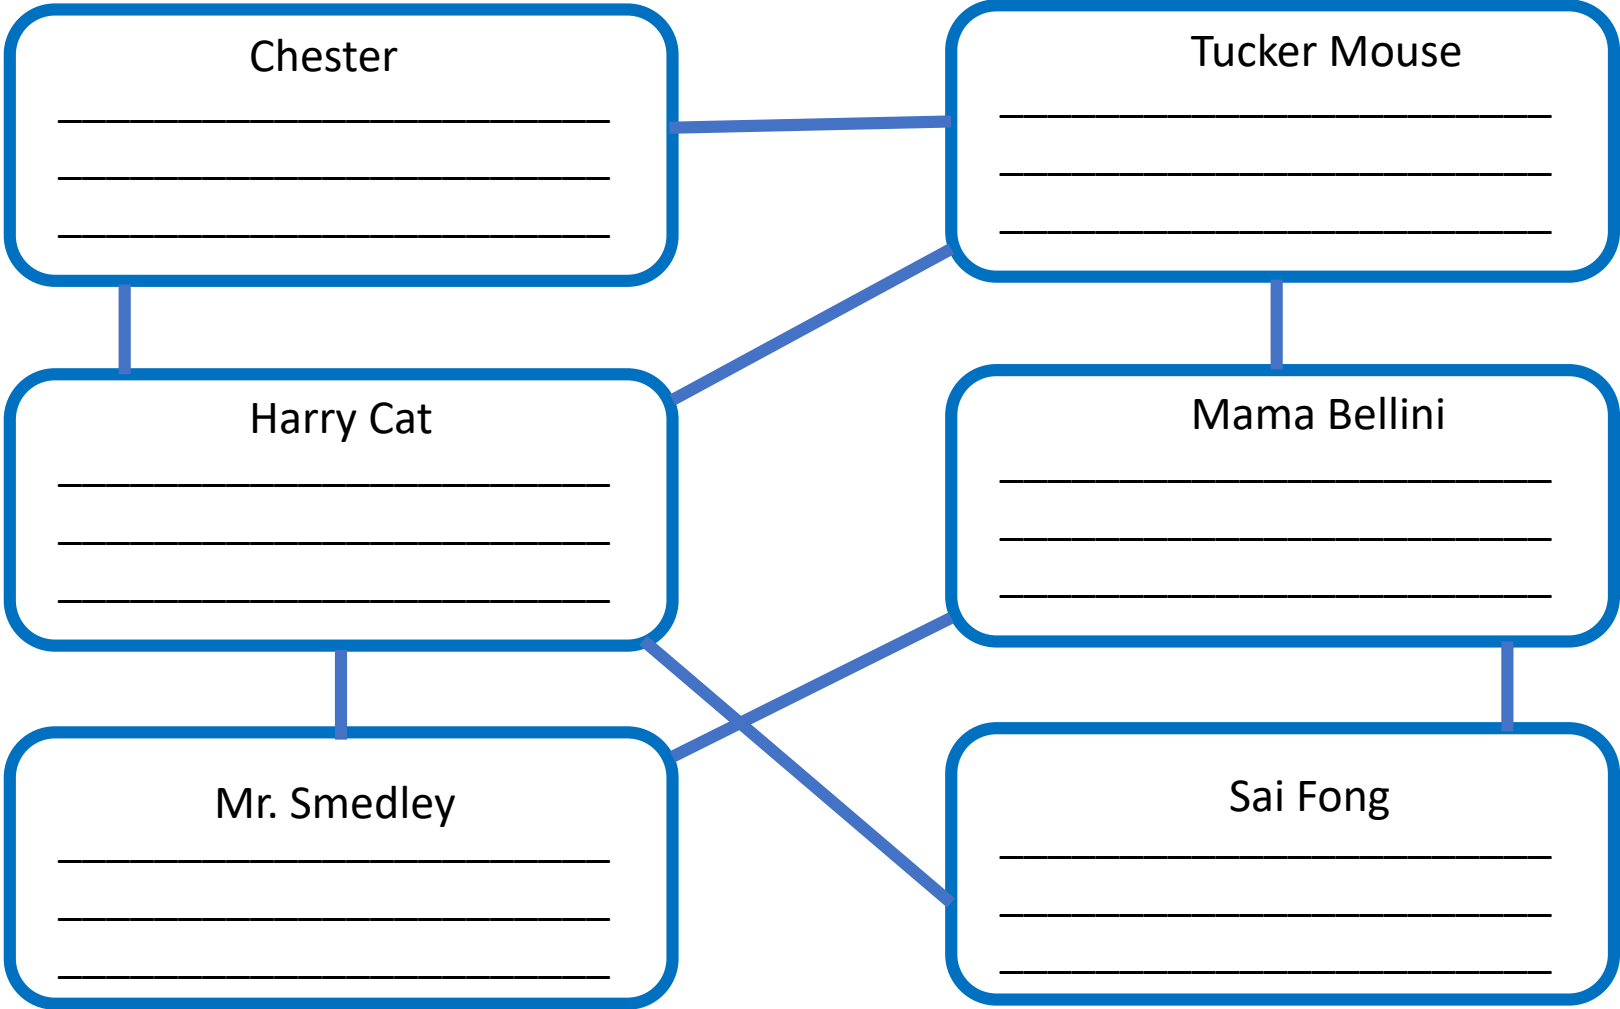 Chester
Tucker Mouse
Harry Cat
Mama Bellini
Mr. Smedley
Sai Fong